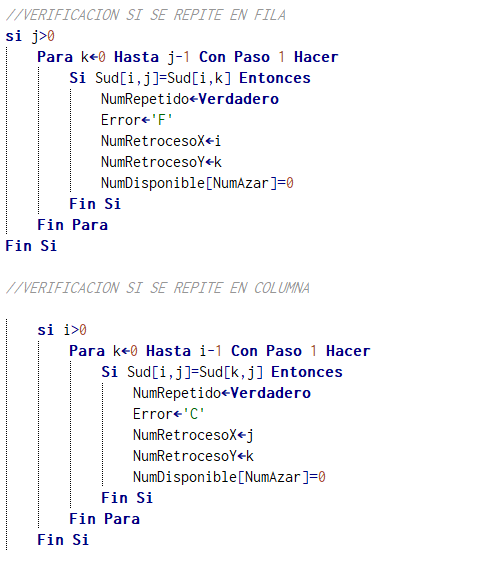 //VERIFICACION SI SE REPITE EN FILA
si j>0
Para k←0 Hasta j-1 Con Paso 1 Hacer
Si Sud[i,j]=Sud[i,k] Entonces
NumRepetido←Verdadero
Error←'F'
NumRetrocesoX←i
NumRetrocesoY←k
NumDisponible[NumAzar]=0
Fin Si
Fin Para
Fin Si
//VERIFICACION SI SE REPITE EN COLUMNA
si i>0
Para k←0 Hasta i-1 Con Paso 1 Hacer
Si Sud[i,j]=Sud[k,j] Entonces
NumRepetido←Verdadero
Error←'C'
NumRetrocesoX←j
NumRetrocesoY←k
NumDisponible[NumAzar]=0
Fin Si
Fin Para
Fin Si